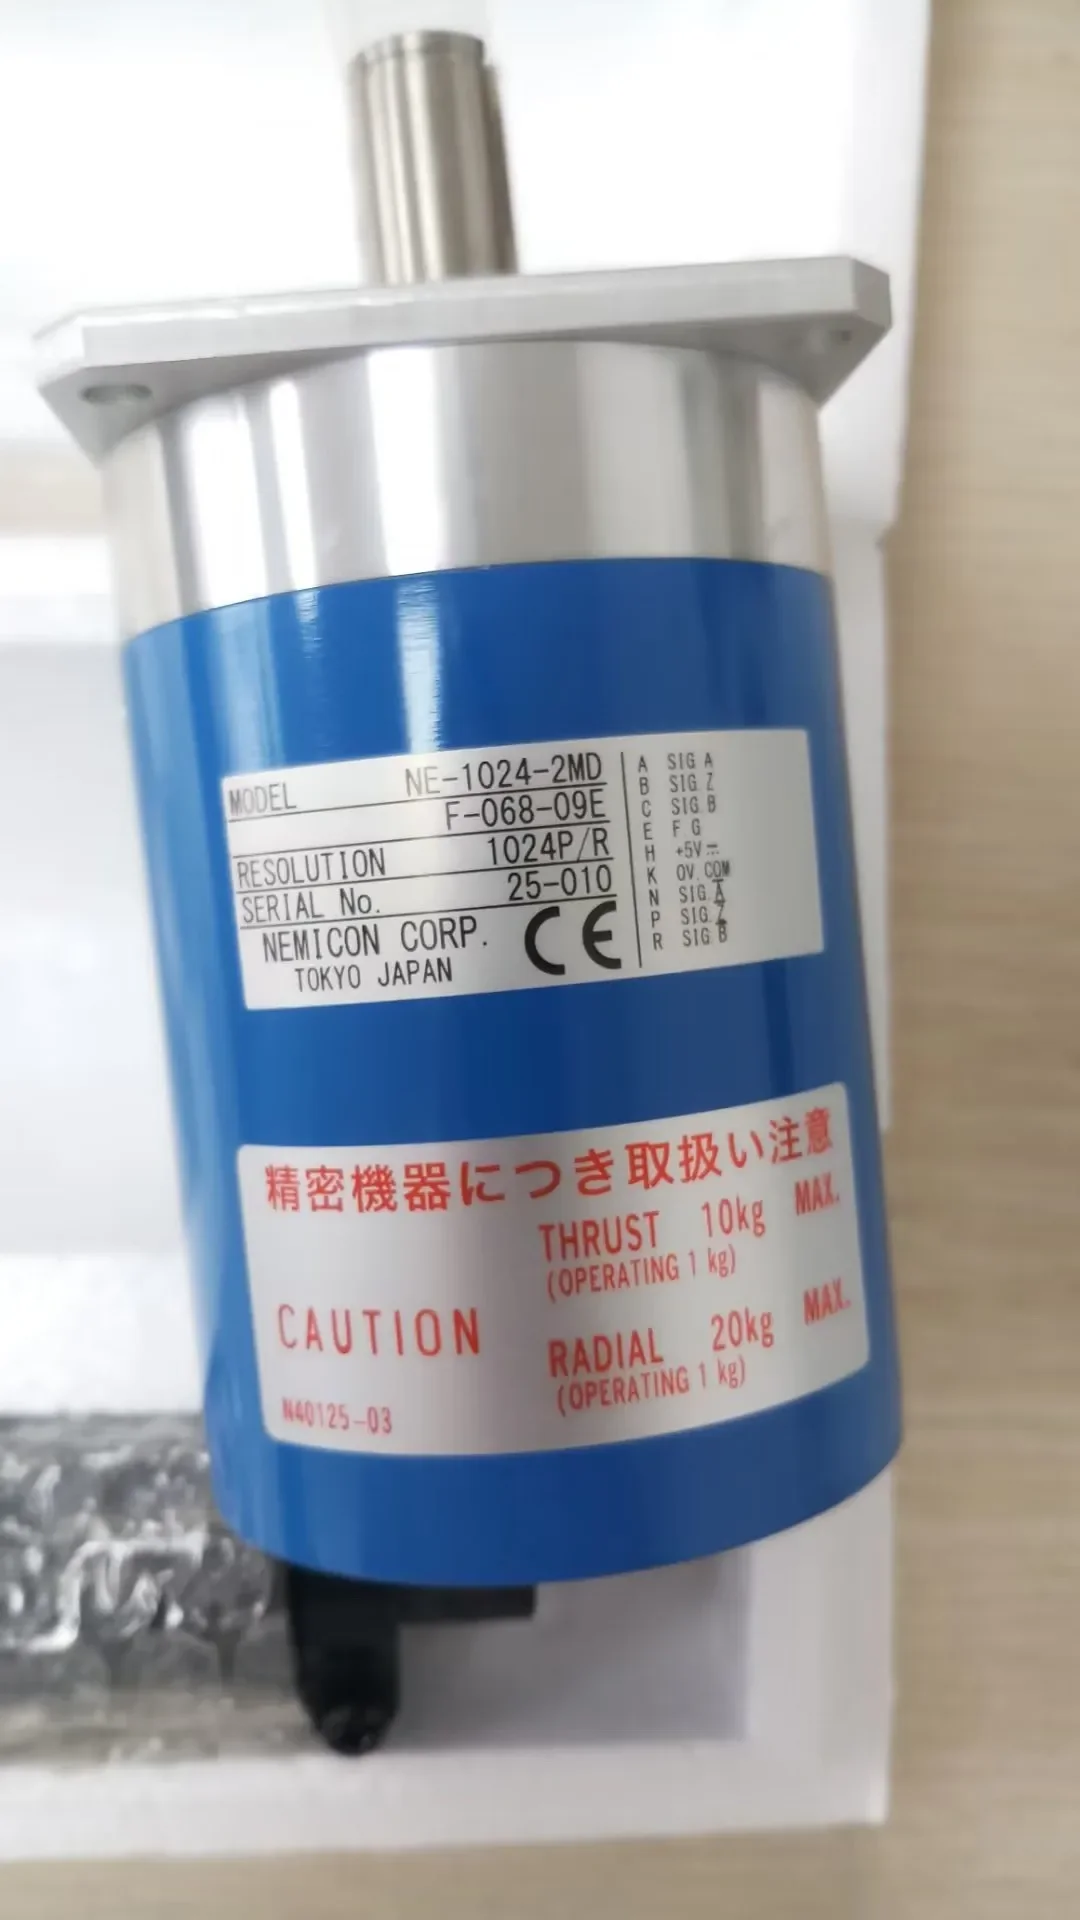 MODEL NE-1024-2MD
F-068-09E
RESOLUTION 1024P/R
SERIAL No. 25-010
NEMICON CORP. CE
TOKYO JAPAN
A SIG A
B SIG. Z
C SIG. B
E F G
H +5V⎓
K 0V. COM
N SIG. A̅
P SIG. Z̅
R SIG. B̅
精密機器につき取扱い注意
THRUST 10kg MAX.
(OPERATING 1 kg)
CAUTION
RADIAL 20kg MAX.
(OPERATING 1 kg)
N40125-03